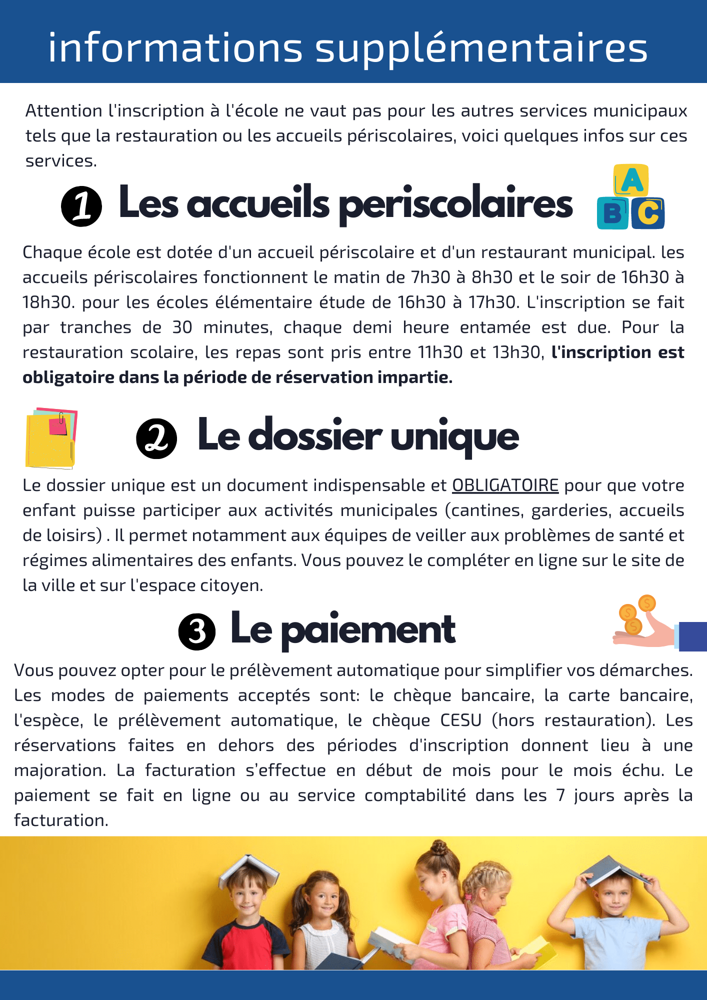 informations supplémentaires
Attention l'inscription à l'école ne vaut pas pour les autres services municipaux
tels que la restauration ou les accueils périscolaires, voici quelques infos sur ces
services.
1 Les accueils periscolaires
A
B C
Chaque école est dotée d'un accueil périscolaire et d'un restaurant municipal. les
accueils périscolaires fonctionnent le matin de 7h30 à 8h30 et le soir de 16h30 à
18h30. pour les écoles élémentaire étude de 16h30 à 17h30. L'inscription se fait
par tranches de 30 minutes, chaque demi heure entamée est due. Pour la
restauration scolaire, les repas sont pris entre 11h30 et 13h30, l'inscription est
obligatoire dans la période de réservation impartie.
2 Le dossier unique
Le dossier unique est un document indispensable et OBLIGATOIRE pour que votre
enfant puisse participer aux activités municipales (cantines, garderies, accueils
de loisirs) . Il permet notamment aux équipes de veiller aux problèmes de santé et
régimes alimentaires des enfants. Vous pouvez le compléter en ligne sur le site de
la ville et sur l'espace citoyen.
3 Le paiement
Vous pouvez opter pour le prélèvement automatique pour simplifier vos démarches.
Les modes de paiements acceptés sont: le chèque bancaire, la carte bancaire,
l'espèce, le prélèvement automatique, le chèque CESU (hors restauration). Les
réservations faites en dehors des périodes d'inscription donnent lieu à une
majoration. La facturation s’effectue en début de mois pour le mois échu. Le
paiement se fait en ligne ou au service comptabilité dans les 7 jours après la
facturation.